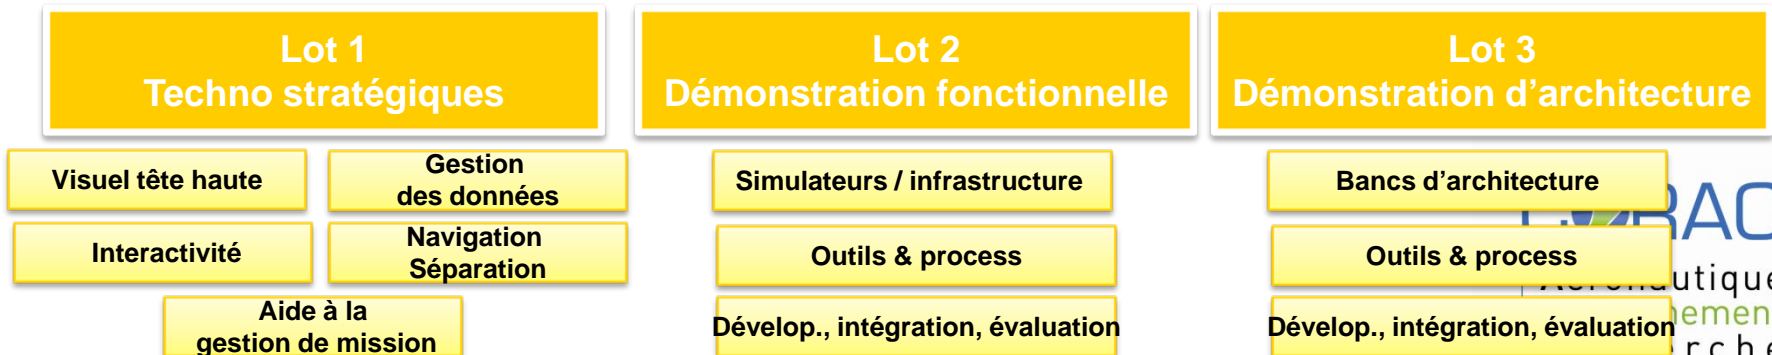 Lot 1
Techno stratégiques
Lot 2
Démonstration fonctionnelle
Lot 3
Démonstration d'architecture
Visuel tête haute
Gestion
des données
Interactivité
Navigation
Séparation
Aide à la
gestion de mission
Simulateurs / infrastructure
Outils & process
Dévelop., intégration, évaluation
Bancs d'architecture
Outils & process
Dévelop., intégration, évaluation